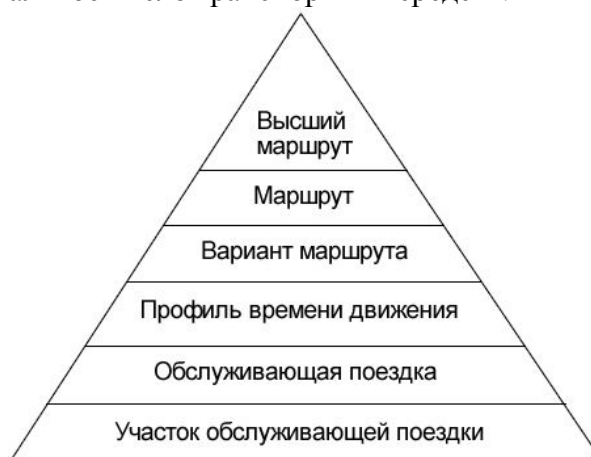 Высший
маршрут
Маршрут
Вариант маршрута
Профиль времени движения
Обслуживающая поездка
Участок обслуживающей поездки